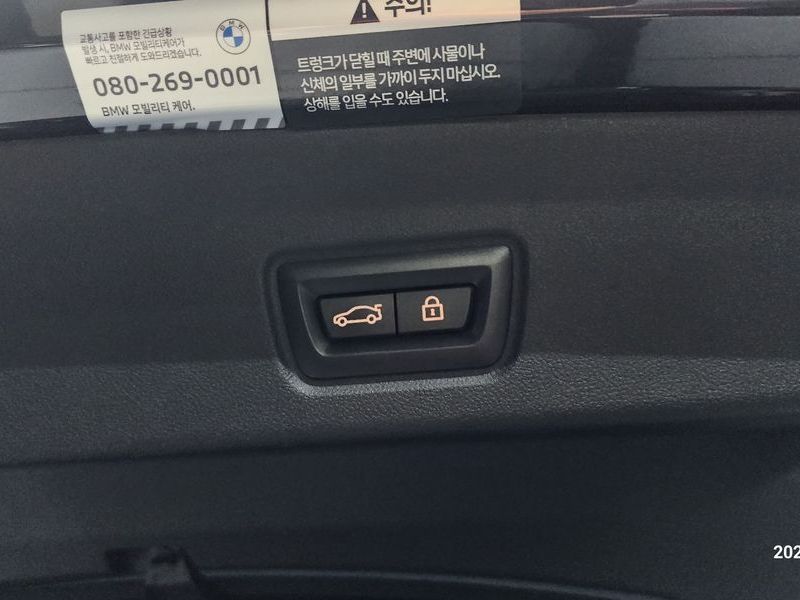 교통사고를 포함한 긴급상황
발생 시, BMW 모빌리티케어가
빠르고 친절하게 도와드리겠습니다.
BMW
080-269-0001
BMW 모빌리티 케어.
주의!
트렁크가 닫힐 때 주변에 사물이나
신체의 일부를 가까이 두지 마십시오.
상해를 입을 수도 있습니다.
202